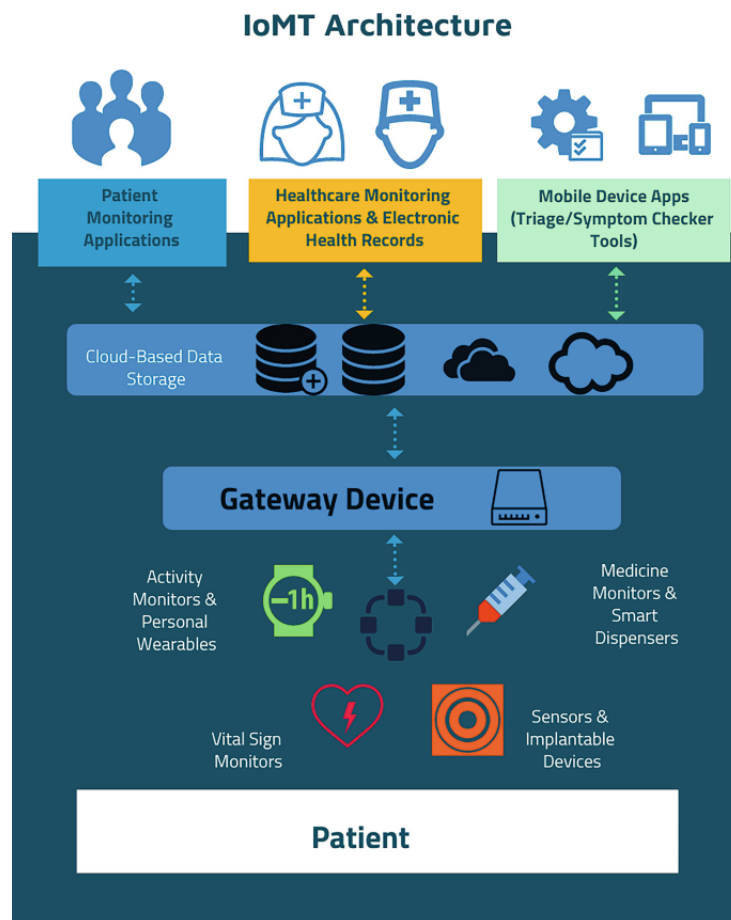 IoMT Architecture
Patient
Monitoring
Applications
Healthcare Monitoring
Applications & Electronic
Health Records
Mobile Device Apps
(Triage/Symptom Checker
Tools)
Cloud-Based Data
Storage
Gateway Device
Activity
Monitors &
Personal
Wearables
-1h
Medicine
Monitors &
Smart
Dispensers
Vital Sign
Monitors
Sensors &
Implantable
Devices
Patient